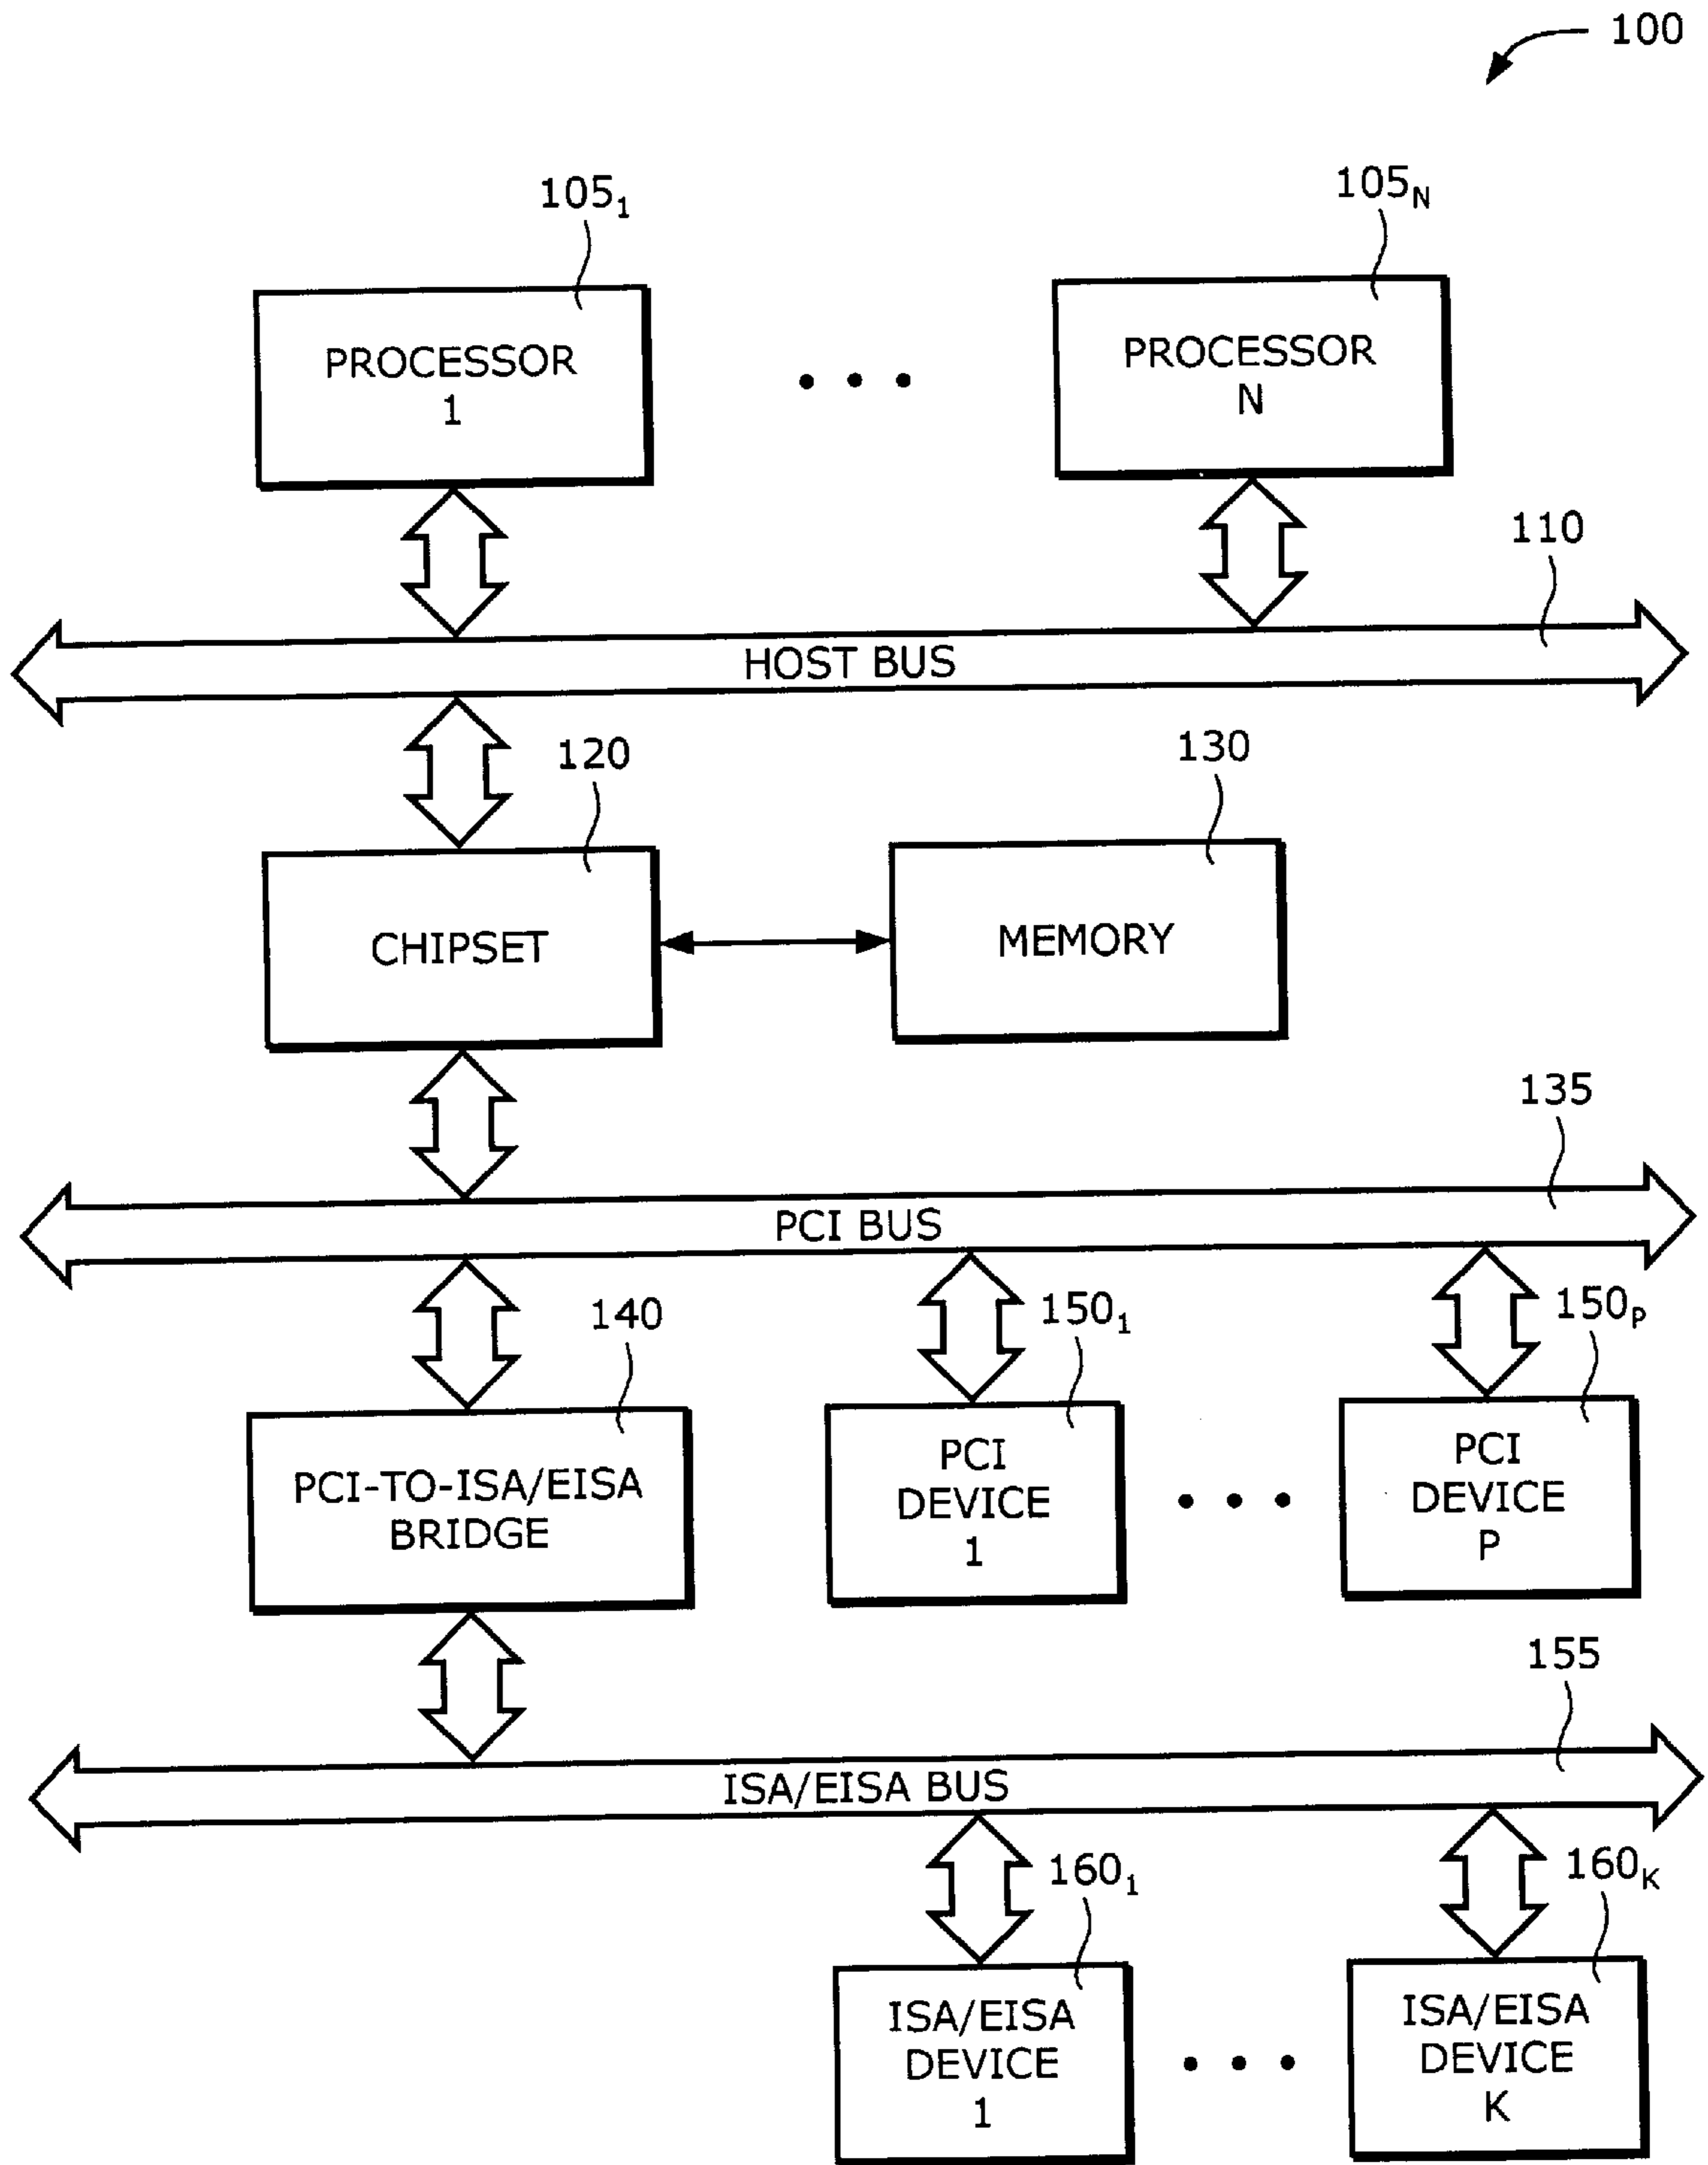 100
105₁
105N
PROCESSOR
1
PROCESSOR
N
110
HOST BUS
120
130
CHIPSET
MEMORY
135
PCI BUS
140
150₁
150P
PCI-TO-ISA/EISA
BRIDGE
PCI
DEVICE
1
PCI
DEVICE
P
155
ISA/EISA BUS
160₁
160K
ISA/EISA
DEVICE
1
ISA/EISA
DEVICE
K